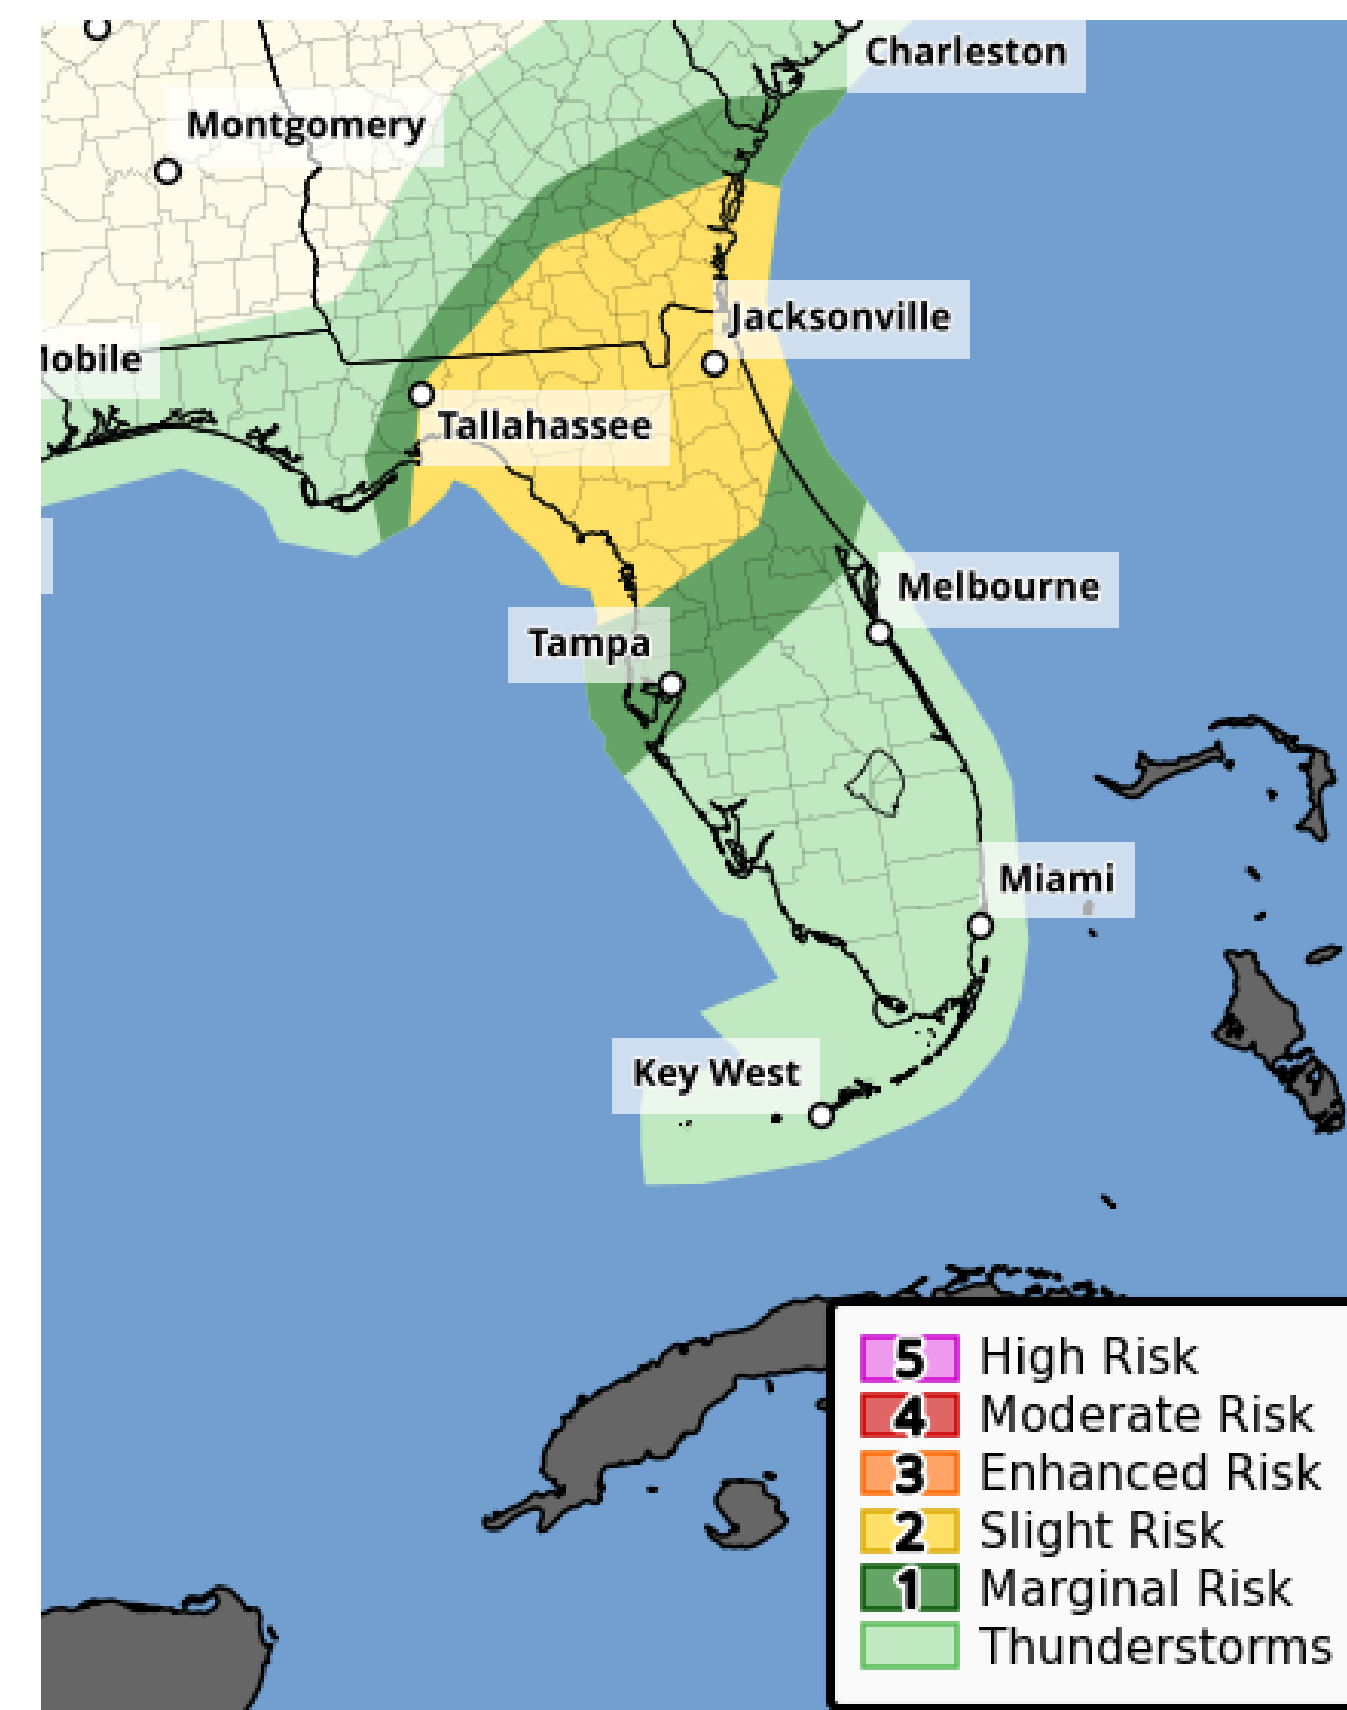 Charleston
Montgomery
Jacksonville
Mobile
Tallahassee
Melbourne
Tampa
Miami
Key West
5 High Risk
4 Moderate Risk
3 Enhanced Risk
2 Slight Risk
1 Marginal Risk
Thunderstorms